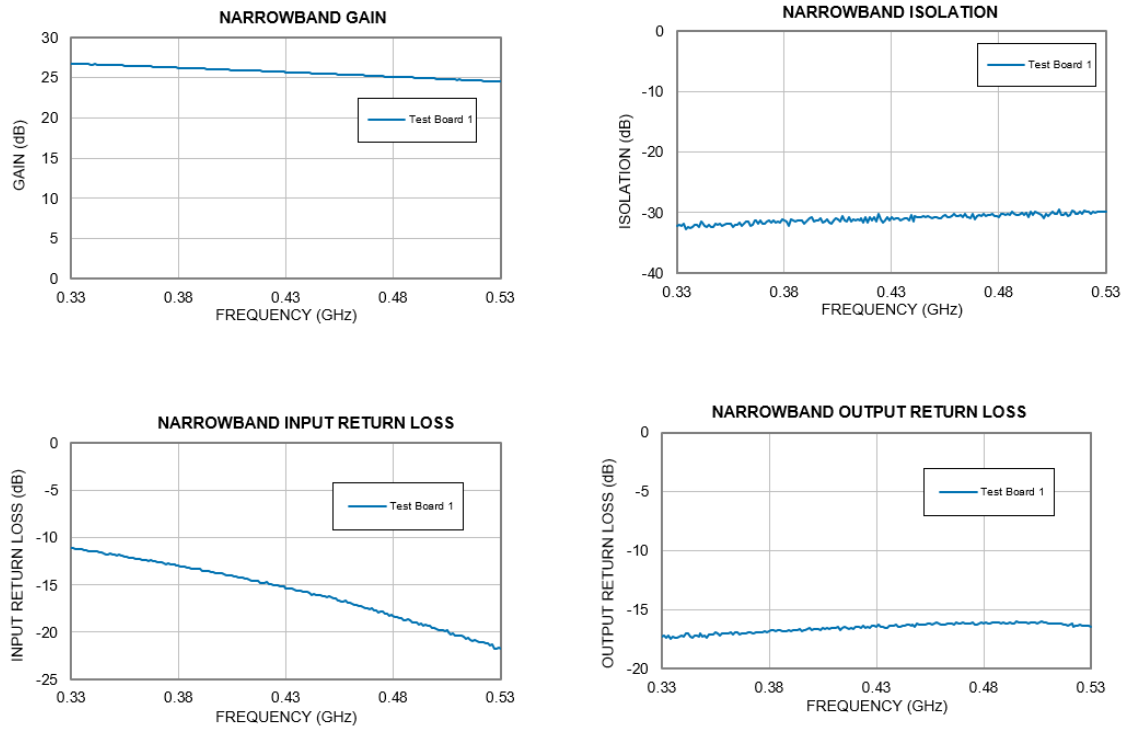 NARROWBAND GAIN
30
25
20
15
10
5
0
GAIN (dB)
Test Board 1
0.33 0.38 0.43 0.48 0.53
FREQUENCY (GHz)
NARROWBAND ISOLATION
0
-10
-20
-30
-40
ISOLATION (dB)
Test Board 1
0.33 0.38 0.43 0.48 0.53
FREQUENCY (GHz)
NARROWBAND INPUT RETURN LOSS
0
-5
-10
-15
-20
-25
INPUT RETURN LOSS (dB)
Test Board 1
0.33 0.38 0.43 0.48 0.53
FREQUENCY (GHz)
NARROWBAND OUTPUT RETURN LOSS
0
-5
-10
-15
-20
OUTPUT RETURN LOSS (dB)
Test Board 1
0.33 0.38 0.43 0.48 0.53
FREQUENCY (GHz)